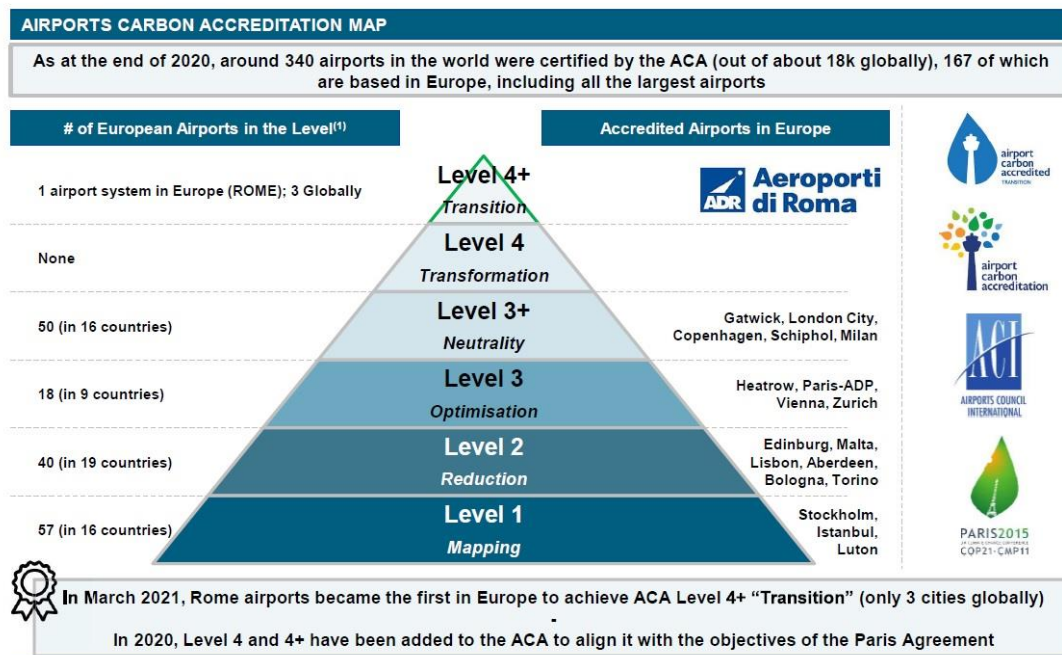 AIRPORTS CARBON ACCREDITATION MAP
As at the end of 2020, around 340 airports in the world were certified by the ACA (out of about 18k globally), 167 of which
are based in Europe, including all the largest airports
# of European Airports in the Level(1)
Accredited Airports in Europe
1 airport system in Europe (ROME); 3 Globally
Level 4+
Transition
ADR Aeroporti
di Roma
None
Level 4
Transformation
50 (in 16 countries)
Level 3+
Neutrality
Gatwick, London City,
Copenhagen, Schiphol, Milan
18 (in 9 countries)
Level 3
Optimisation
Heatrow, Paris-ADP,
Vienna, Zurich
40 (in 19 countries)
Level 2
Reduction
Edinburg, Malta,
Lisbon, Aberdeen,
Bologna, Torino
57 (in 16 countries)
Level 1
Mapping
Stockholm,
Istanbul,
Luton
airport
carbon
accredited
TRANSITION
airport
carbon
accreditation
ACI
AIRPORTS COUNCIL
INTERNATIONAL
PARIS2015
COP21·CMP11
In March 2021, Rome airports became the first in Europe to achieve ACA Level 4+ “Transition” (only 3 cities globally)
-
In 2020, Level 4 and 4+ have been added to the ACA to align it with the objectives of the Paris Agreement